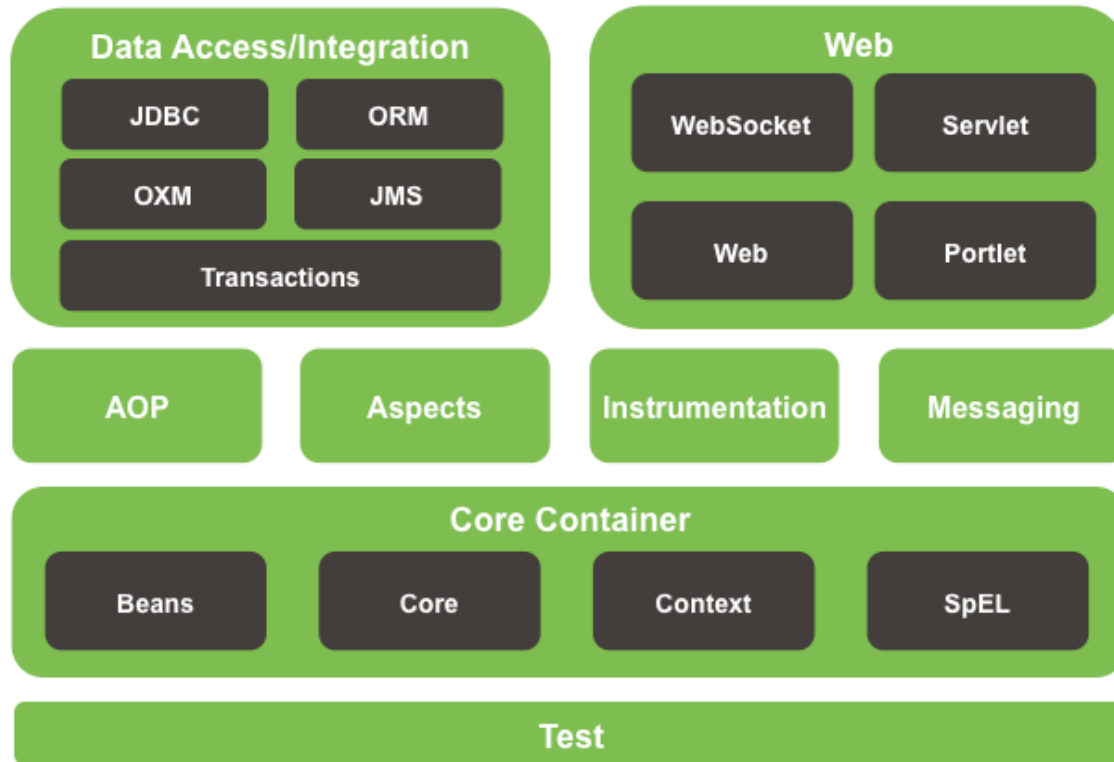 Data Access/Integration
JDBC
ORM
OXM
JMS
Transactions
Web
WebSocket
Servlet
Web
Portlet
AOP
Aspects
Instrumentation
Messaging
Core Container
Beans
Core
Context
SpEL
Test